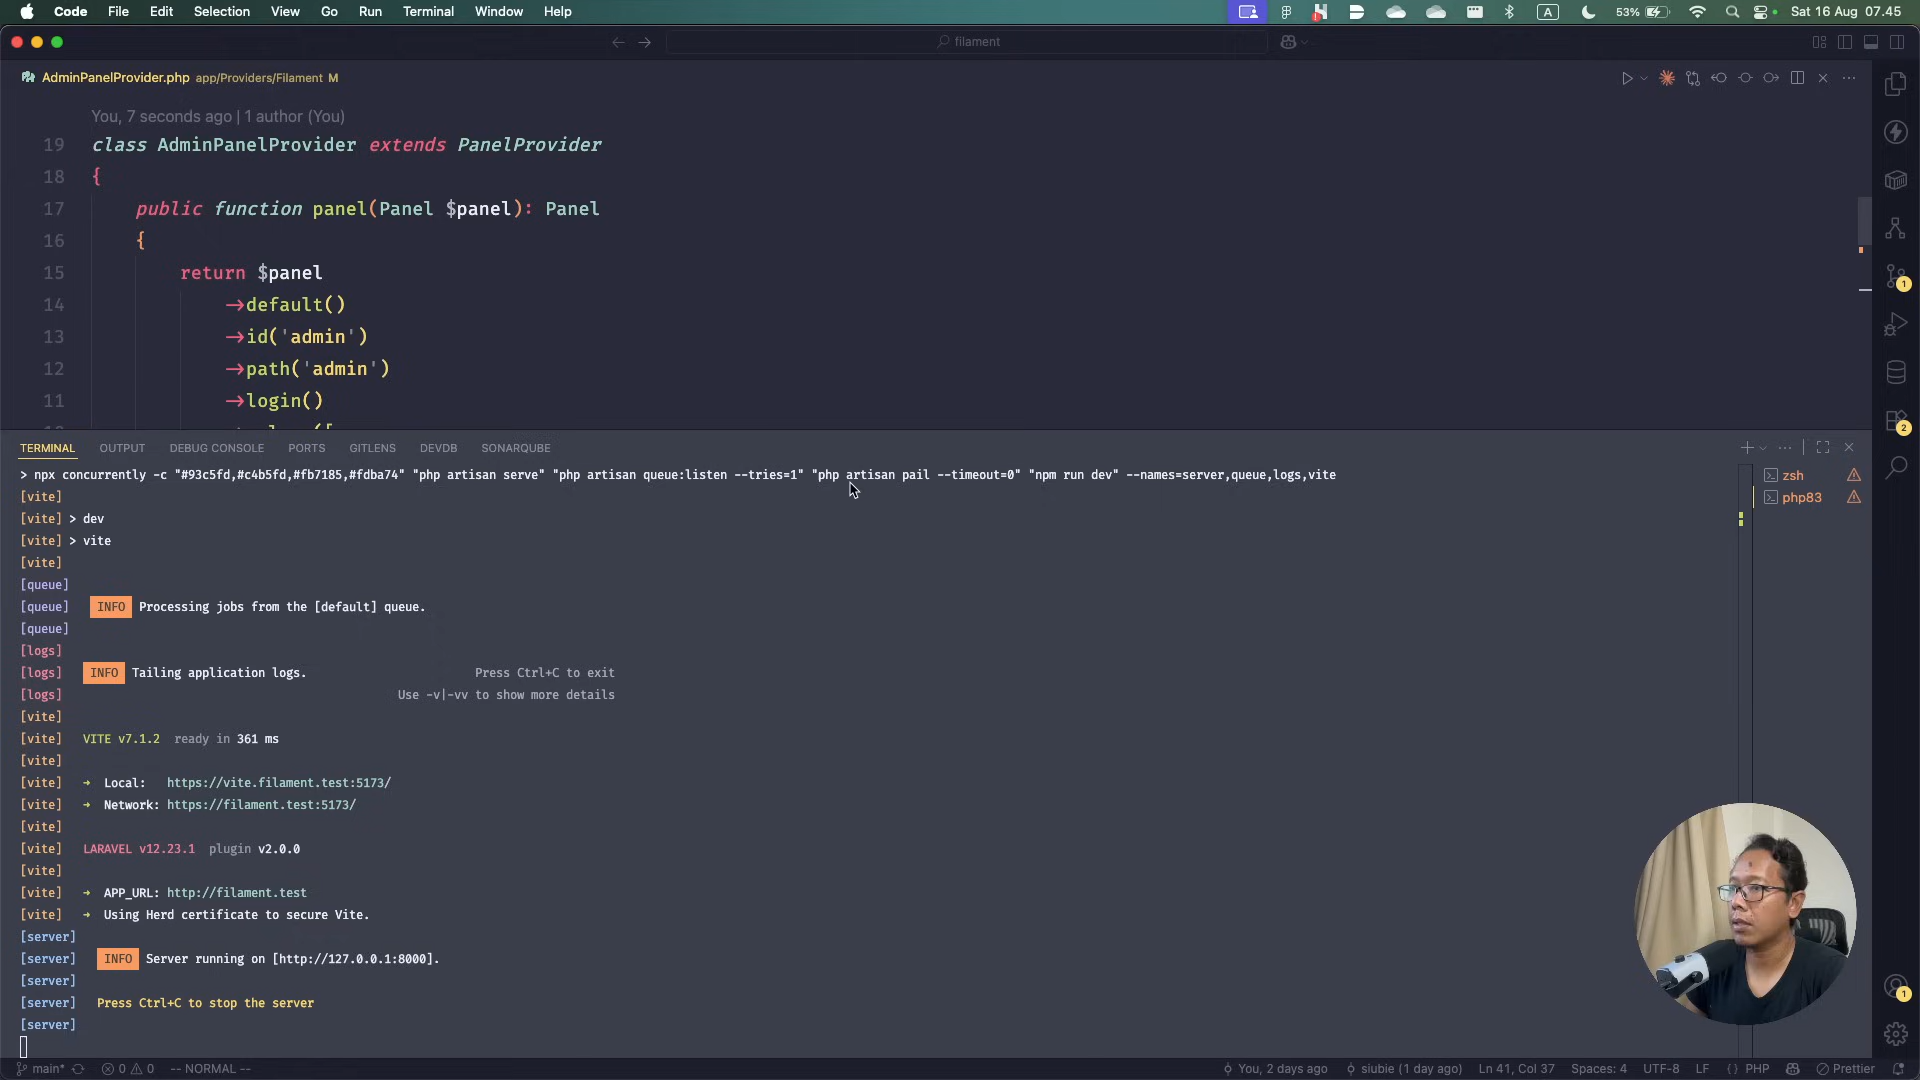 Code File Edit Selection View Go Run Terminal Window Help
A 53% Sat 16 Aug 07.45
filament
AdminPanelProvider.php app/Providers/Filament M
You, 7 seconds ago | 1 author (You)
19 class AdminPanelProvider extends PanelProvider
18 {
17 public function panel(Panel $panel): Panel
16 {
15 return $panel
14 →default()
13 →id('admin')
12 →path('admin')
11 →login()
TERMINAL OUTPUT DEBUG CONSOLE PORTS GITLENS DEVDB SONARQUBE
> npx concurrently -c "#93c5fd,#c4b5fd,#fb7185,#fdba74" "php artisan serve" "php artisan queue:listen --tries=1" "php artisan pail --timeout=0" "npm run dev" --names=server,queue,logs,vite
zsh
[vite]
php83
[vite] > dev
[vite] > vite
[vite]
[queue]
[queue] INFO Processing jobs from the [default] queue.
[queue]
[logs]
[logs] INFO Tailing application logs. Press Ctrl+C to exit
[logs] Use -v|-vv to show more details
[vite]
[vite] VITE v7.1.2 ready in 361 ms
[vite]
[vite] ➜ Local: https://vite.filament.test:5173/
[vite] ➜ Network: https://filament.test:5173/
[vite]
[vite] LARAVEL v12.23.1 plugin v2.0.0
[vite]
[vite] ➜ APP_URL: http://filament.test
[vite] ➜ Using Herd certificate to secure Vite.
[server]
[server] INFO Server running on [http://127.0.0.1:8000].
[server]
[server] Press Ctrl+C to stop the server
[server]
1
2
1
main* 0 0 -- NORMAL -- You, 2 days ago siubie (1 day ago) Ln 41, Col 37 Spaces: 4 UTF-8 LF { } PHP Prettier